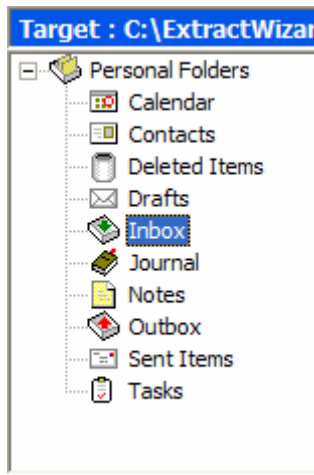 Target : C:\ExtractWizar
Personal Folders
Calendar
Contacts
Deleted Items
Drafts
Inbox
Journal
Notes
Outbox
Sent Items
Tasks